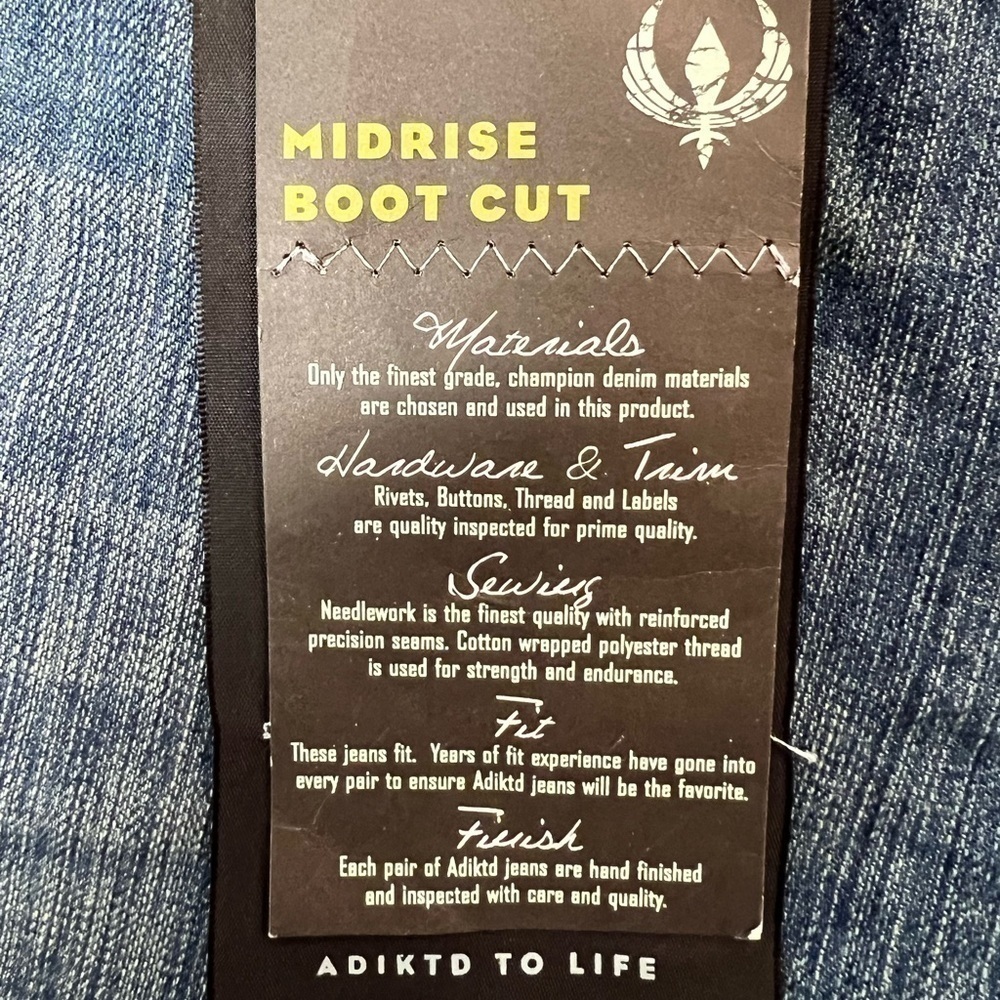 MIDRISE
BOOT CUT
Materials
Only the finest grade, champion denim materials
are chosen and used in this product.
Hardware & Trim
Rivets, Buttons, Thread and Labels
are quality inspected for prime quality.
Sewing
Needlework is the finest quality with reinforced
precision seams. Cotton wrapped polyester thread
is used for strength and endurance.
Fit
These jeans fit. Years of fit experience have gone into
every pair to ensure Adiktd jeans will be the favorite.
Finish
Each pair of Adiktd jeans are hand finished
and inspected with care and quality.
ADIKTD TO LIFE